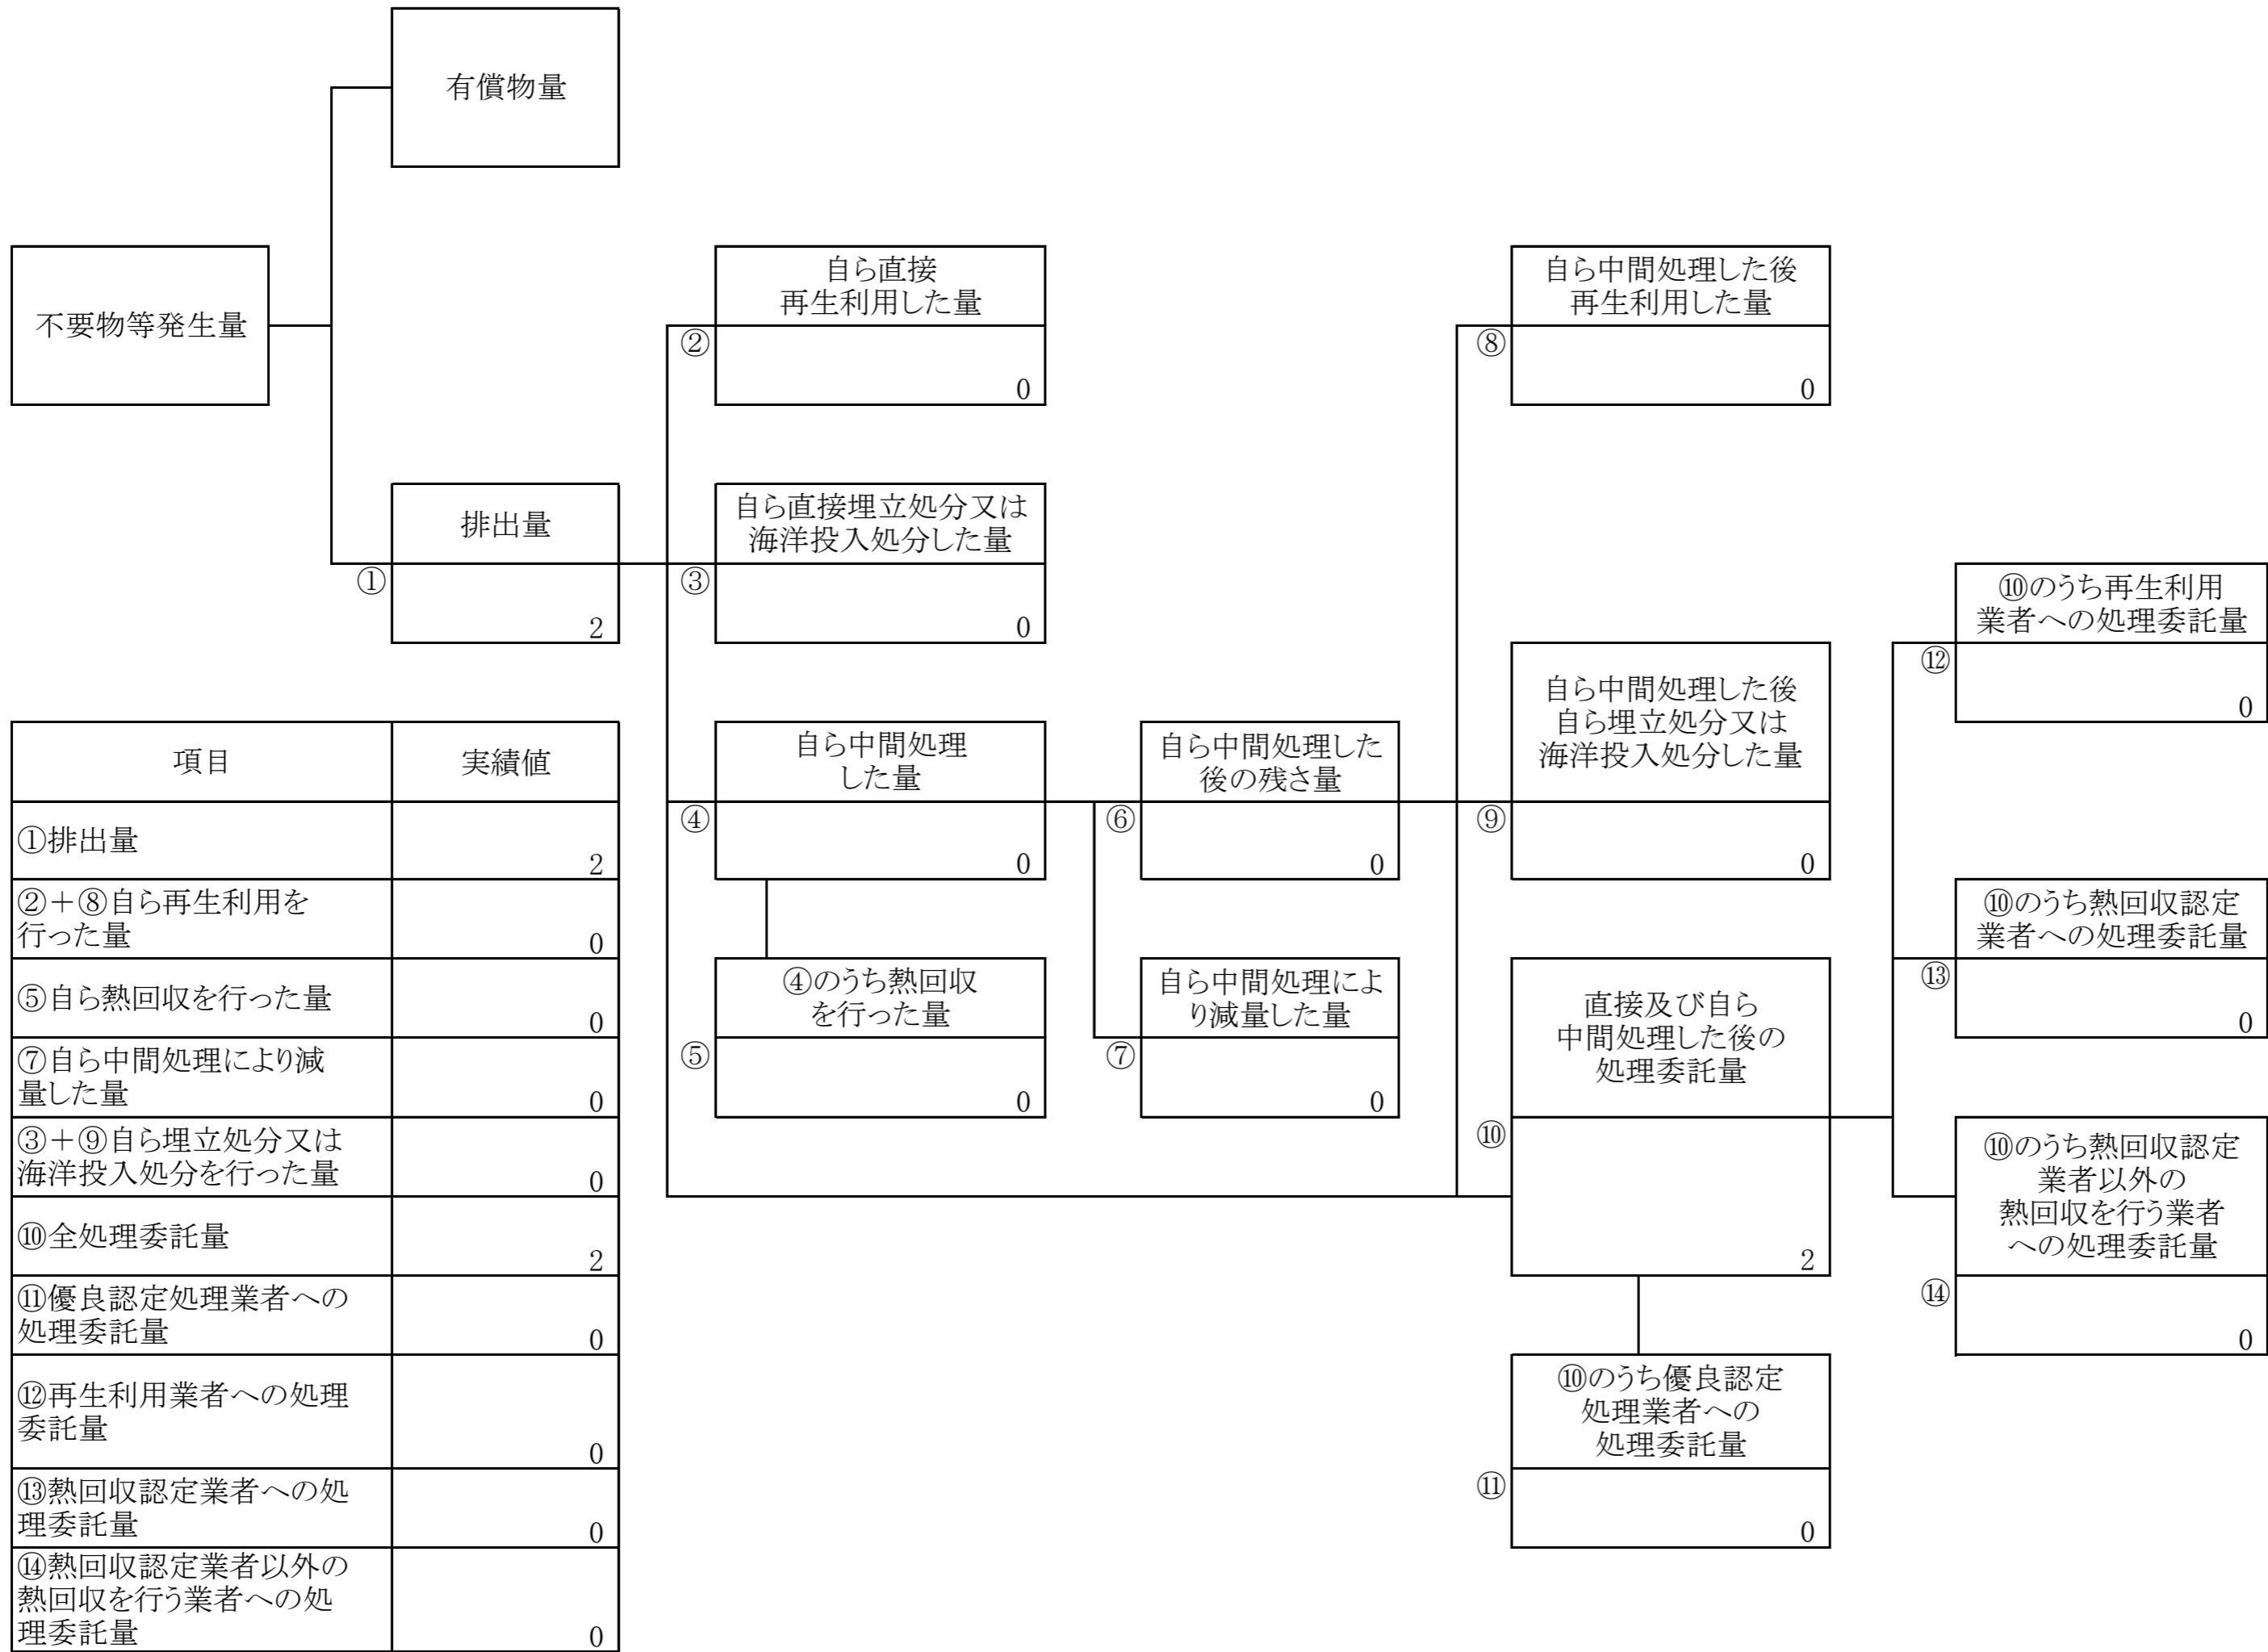 有償物量
不要物等発生量
自ら直接
再生利用した量
②
0
自ら中間処理した後
再生利用した量
⑧
0
排出量
①
2
自ら直接埋立処分又は
海洋投入処分した量
③
0
⑩のうち再生利用
業者への処理委託量
⑫
0
自ら中間処理
した量
④
0
自ら中間処理した
後の残さ量
⑥
0
自ら中間処理した後
自ら埋立処分又は
海洋投入処分した量
⑨
0
⑩のうち熱回収認定
業者への処理委託量
⑬
0
④のうち熱回収
を行った量
⑤
0
自ら中間処理によ
り減量した量
⑦
0
直接及び自ら
中間処理した後の
処理委託量
⑩
2
⑩のうち熱回収認定
業者以外の
熱回収を行う業者
への処理委託量
⑭
0
⑩のうち優良認定
処理業者への
処理委託量
⑪
0
項目 実績値
①排出量
2
②＋⑧自ら再生利用を
行った量
0
⑤自ら熱回収を行った量
0
⑦自ら中間処理により減
量した量
0
③＋⑨自ら埋立処分又は
海洋投入処分を行った量
0
⑩全処理委託量
2
⑪優良認定処理業者への
処理委託量
0
⑫再生利用業者への処理
委託量
0
⑬熱回収認定業者への処
理委託量
0
⑭熱回収認定業者以外の
熱回収を行う業者への処
理委託量
0